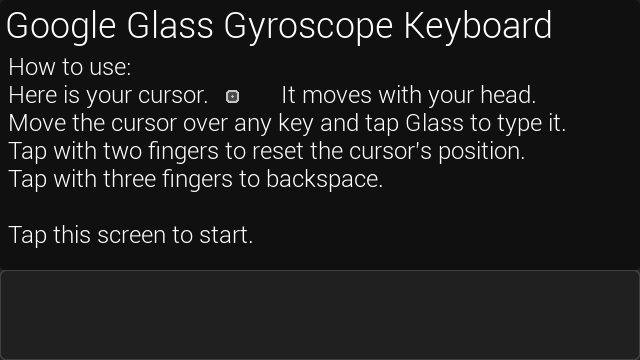 Google Glass Gyroscope Keyboard
How to use:
Here is your cursor. It moves with your head.
Move the cursor over any key and tap Glass to type it.
Tap with two fingers to reset the cursor's position.
Tap with three fingers to backspace.
Tap this screen to start.